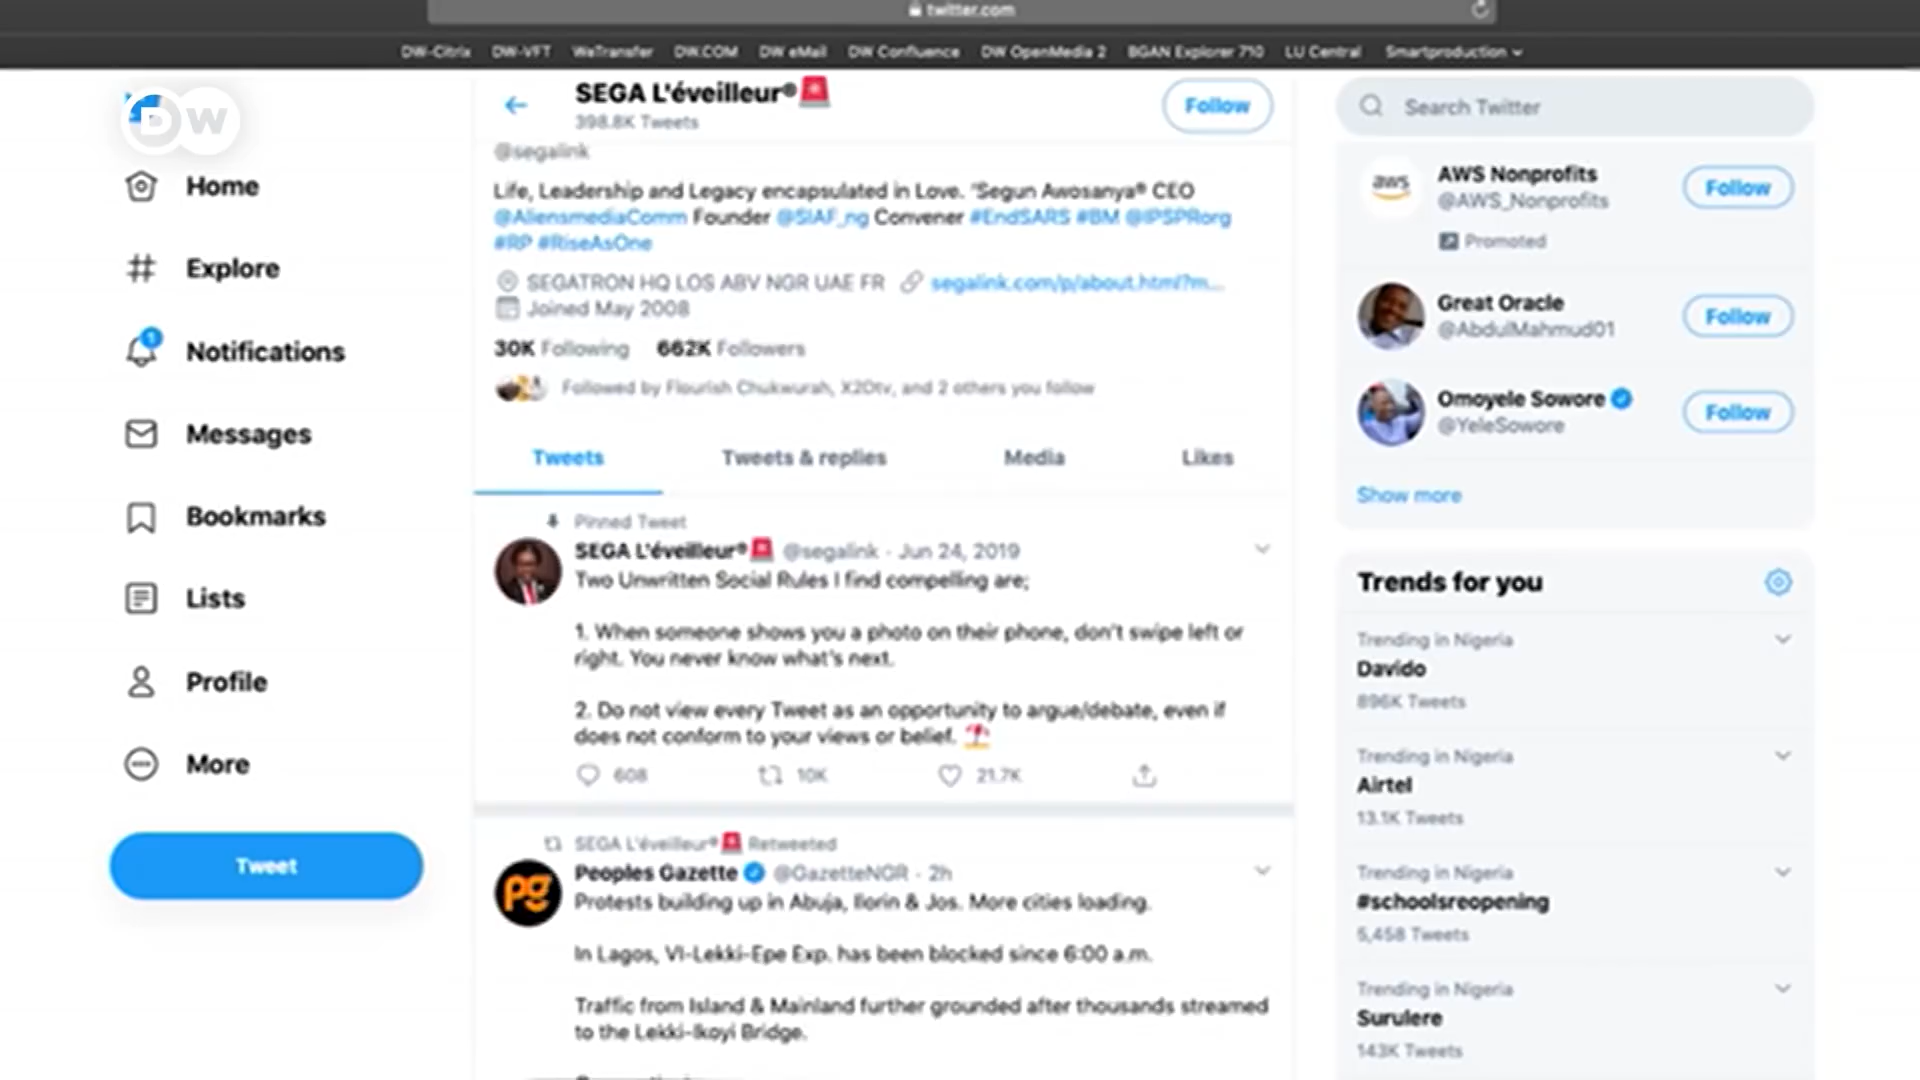 twitter.com
DW-Citrix DW-VFT WeTransfer DW.COM DW eMail DW Confluence DW OpenMedia 2 BGAN Explorer 710 LU Central Smartproduction
DW
Home
Explore
1
Notifications
Messages
Bookmarks
Lists
Profile
More
Tweet
SEGA L'éveilleur®
398.8K Tweets
Follow
@segalink
Life, Leadership and Legacy encapsulated in Love. 'Segun Awosanya® CEO
@AliensmediaComm Founder @SIAF_ng Convener #EndSARS #BM @IPSPRorg
#RP #RiseAsOne
SEGATRON HQ LOS ABV NGR UAE FR segalink.com/p/about.html?m...
Joined May 2008
30K Following 662K Followers
Followed by Flourish Chukwurah, X2Otv, and 2 others you follow
Tweets Tweets & replies Media Likes
Pinned Tweet
SEGA L'éveilleur® @segalink · Jun 24, 2019
Two Unwritten Social Rules I find compelling are;
1. When someone shows you a photo on their phone, don't swipe left or
right. You never know what's next.
2. Do not view every Tweet as an opportunity to argue/debate, even if
does not conform to your views or belief.
608 10K 21.7K
SEGA L'éveilleur® Retweeted
pg
Peoples Gazette @GazetteNGR · 2h
Protests building up in Abuja, Ilorin & Jos. More cities loading.
In Lagos, VI-Lekki-Epe Exp. has been blocked since 6:00 a.m.
Traffic from Island & Mainland further grounded after thousands streamed
to the Lekki-Ikoyi Bridge.
Search Twitter
aws
AWS Nonprofits
@AWS_Nonprofits
Follow
Promoted
Great Oracle
@AbdulMahmud01
Follow
Omoyele Sowore
@YeleSowore
Follow
Show more
Trends for you
Trending in Nigeria
Davido
896K Tweets
Trending in Nigeria
Airtel
13.1K Tweets
Trending in Nigeria
#schoolsreopening
5,458 Tweets
Trending in Nigeria
Surulere
143K Tweets